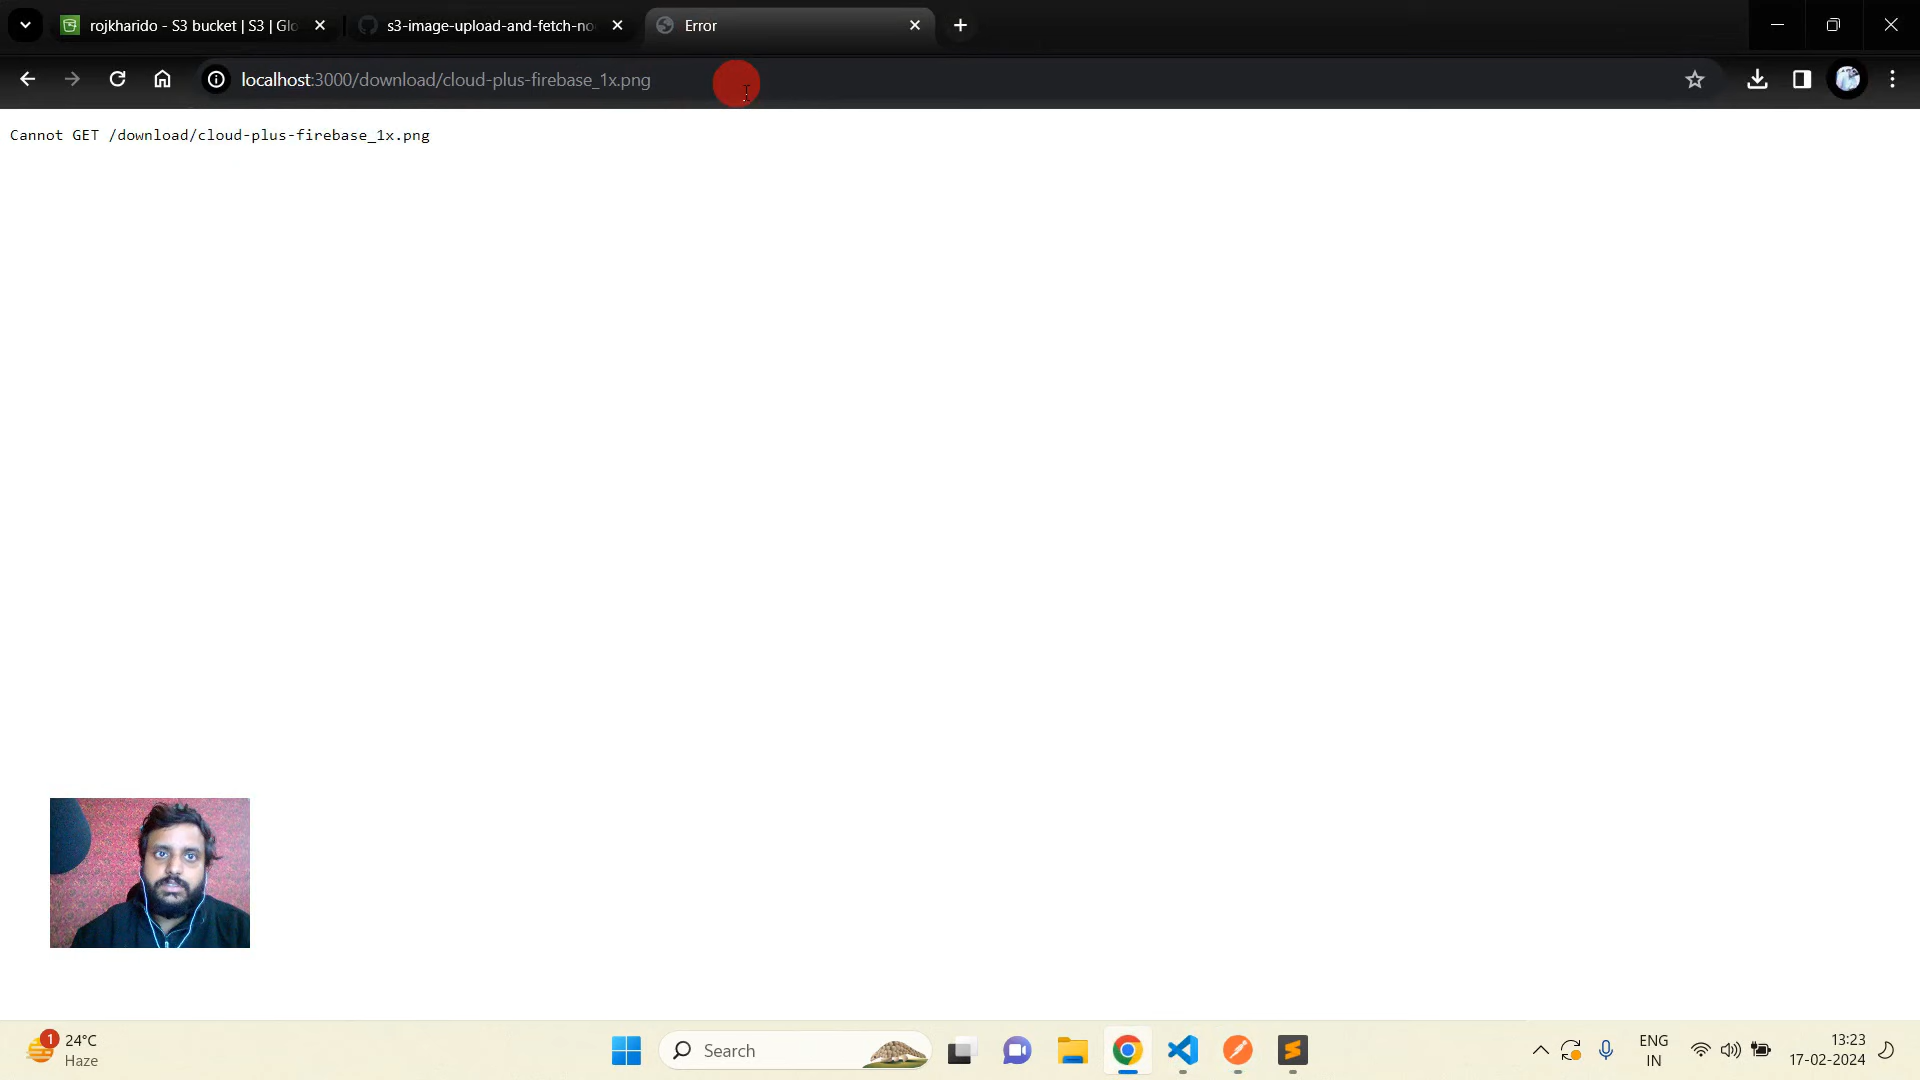 rojkharido - S3 bucket | S3 | Glo
s3-image-upload-and-fetch-no
Error
localhost:3000/download/cloud-plus-firebase_1x.png
Cannot GET /download/cloud-plus-firebase_1x.png
1
24°C
Haze
Search
ENG
IN
13:23
17-02-2024